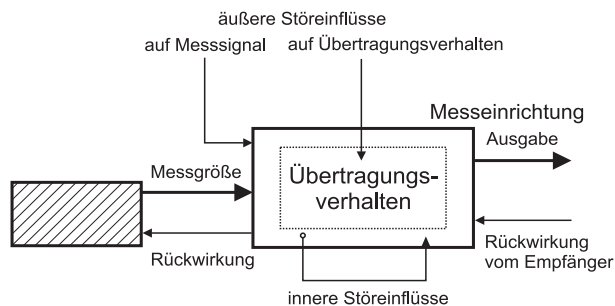 äußere Störeinflüsse
auf Messsignal
auf Übertragungsverhalten
Messeinrichtung
Messgröße
Ausgabe
Übertragungs-
verhalten
Rückwirkung
Rückwirkung
vom Empfänger
innere Störeinflüsse